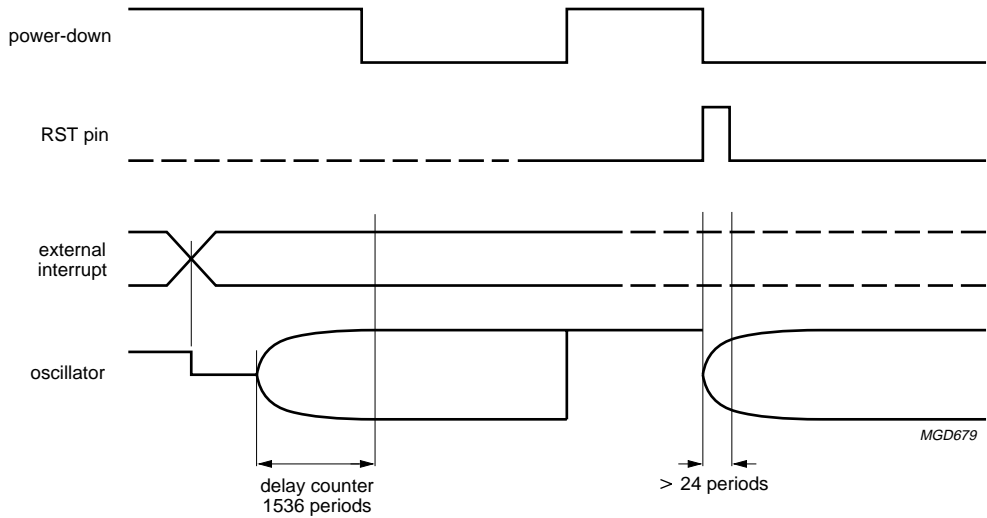 power-down
RST pin
external
interrupt
oscillator
MGD679
delay counter
1536 periods
> 24 periods